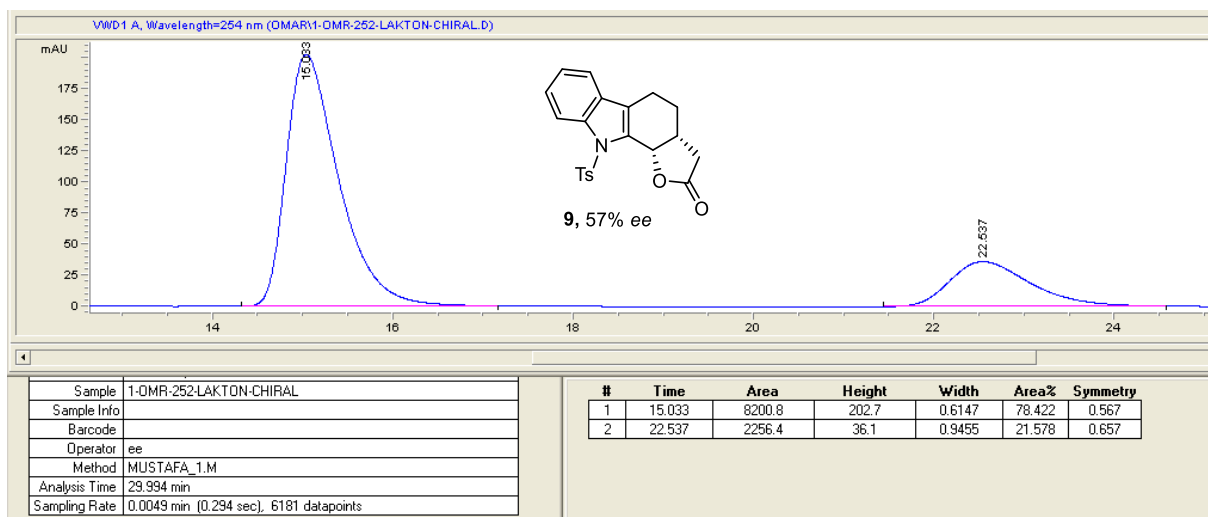 VWD1 A, Wavelength=254 nm (OMAR\1-OMR-252-LAKTON-CHIRAL.D)
mAU
175
150
125
100
75
50
25
0
15.033
22.537
N
Ts
O
O
9, 57% ee
14 16 18 20 22 24
Sample 1-OMR-252-LAKTON-CHIRAL
Sample Info
Barcode
Operator ee
Method MUSTAFA_1.M
Analysis Time 29.994 min
Sampling Rate 0.0049 min (0.294 sec), 6181 datapoints
# Time Area Height Width Area% Symmetry
1 15.033 8200.8 202.7 0.6147 78.422 0.567
2 22.537 2256.4 36.1 0.9455 21.578 0.657